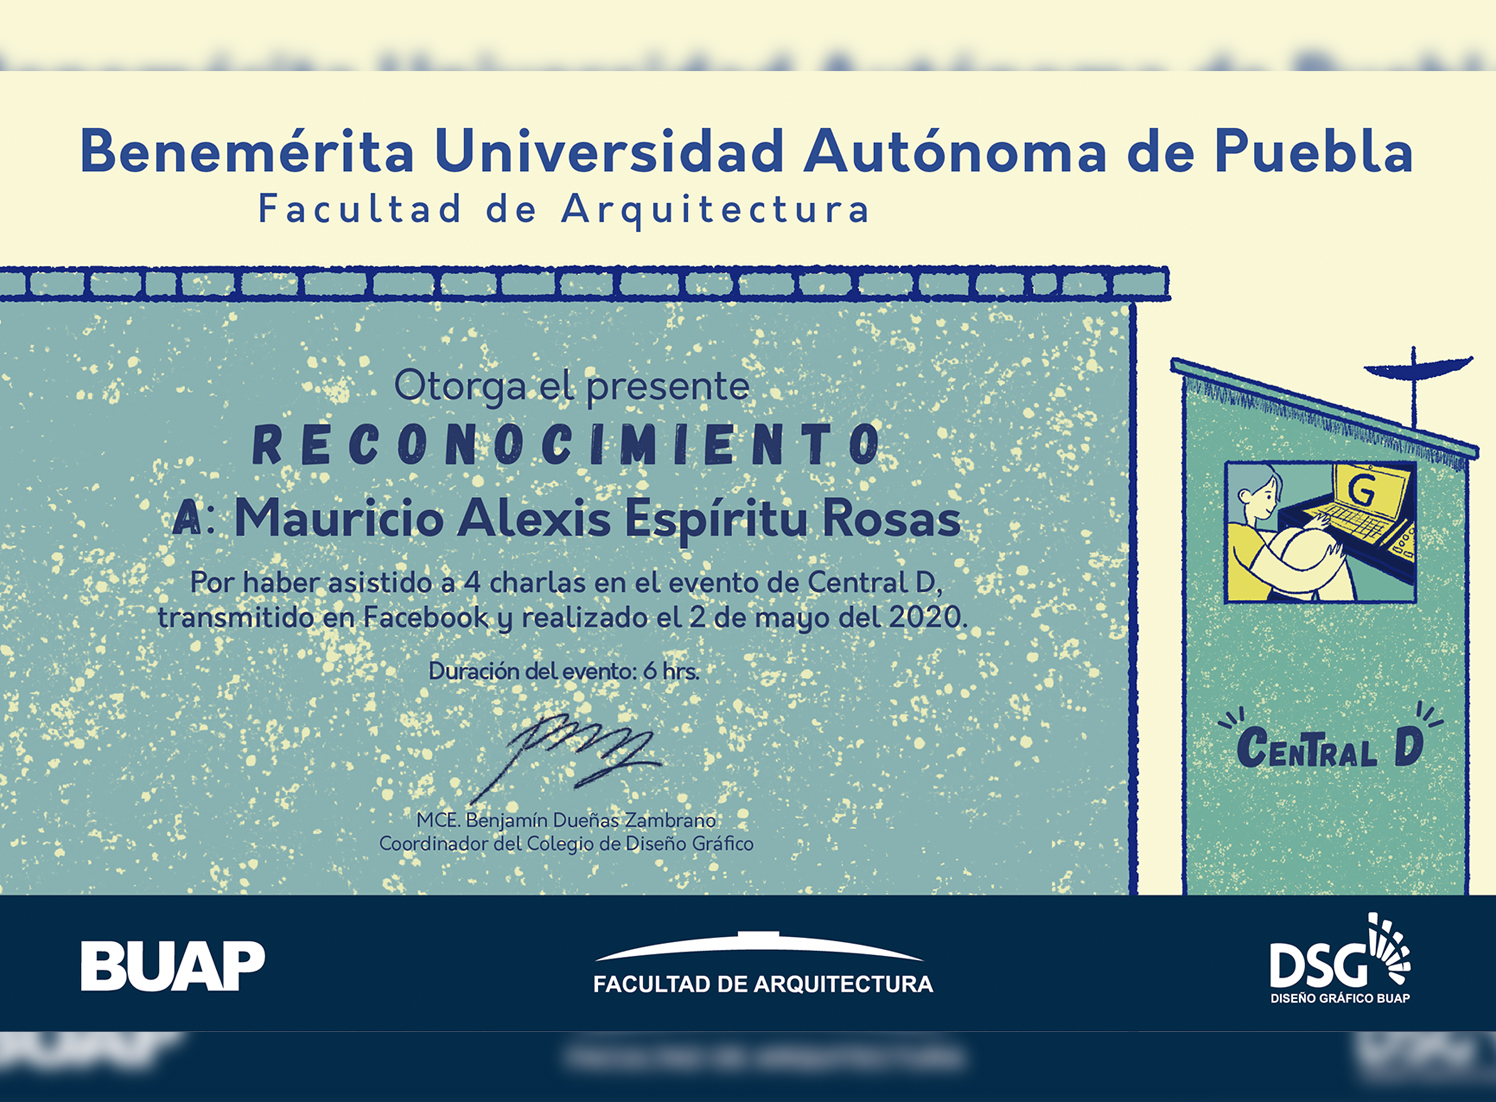 Benemérita Universidad Autónoma de Puebla
Facultad de Arquitectura
Otorga el presente
RECONOCIMIENTO
A: Mauricio Alexis Espíritu Rosas
Por haber asistido a 4 charlas en el evento de Central D,
transmitido en Facebook y realizado el 2 de mayo del 2020.
Duración del evento: 6 hrs.
MCE. Benjamín Dueñas Zambrano
Coordinador del Colegio de Diseño Gráfico
G
CENTRAL D
BUAP
FACULTAD DE ARQUITECTURA
DSG
DISEÑO GRÁFICO BUAP